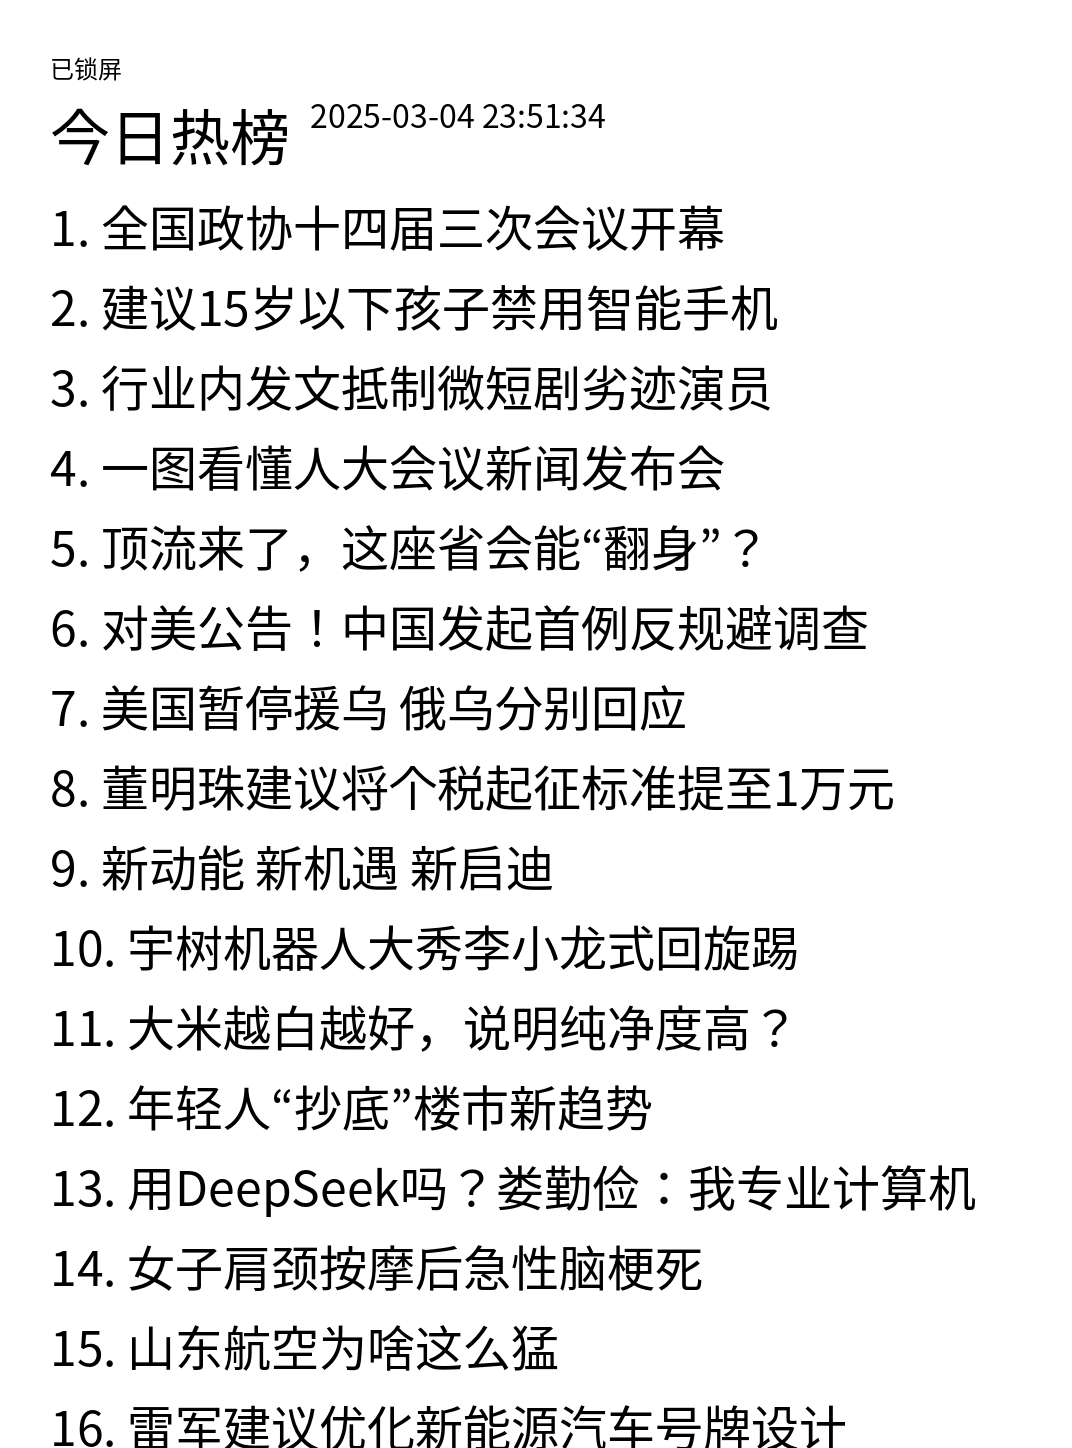 已锁屏
今日热榜 2025-03-04 23:51:34
1. 全国政协十四届三次会议开幕
2. 建议15岁以下孩子禁用智能手机
3. 行业内发文抵制微短剧劣迹演员
4. 一图看懂人大会议新闻发布会
5. 顶流来了，这座省会能“翻身”？
6. 对美公告！中国发起首例反规避调查
7. 美国暂停援乌 俄乌分别回应
8. 董明珠建议将个税起征标准提至1万元
9. 新动能 新机遇 新启迪
10. 宇树机器人大秀李小龙式回旋踢
11. 大米越白越好，说明纯净度高？
12. 年轻人“抄底”楼市新趋势
13. 用DeepSeek吗？娄勤俭：我专业计算机
14. 女子肩颈按摩后急性脑梗死
15. 山东航空为啥这么猛
16. 雷军建议优化新能源汽车号牌设计